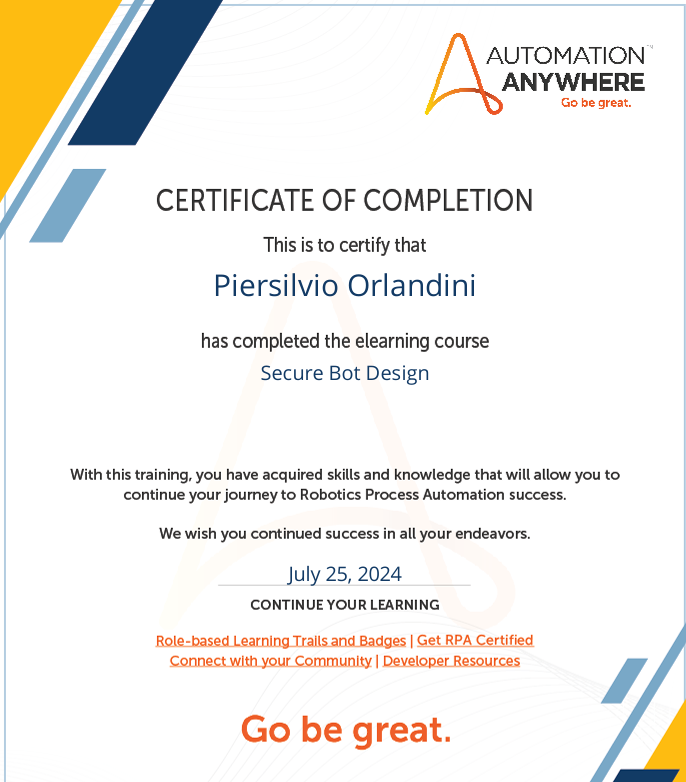 AUTOMATION
ANYWHERE
Go be great.
CERTIFICATE OF COMPLETION
This is to certify that
Piersilvio Orlandini
has completed the elearning course
Secure Bot Design
With this training, you have acquired skills and knowledge that will allow you to
continue your journey to Robotics Process Automation success.
We wish you continued success in all your endeavors.
July 25, 2024
CONTINUE YOUR LEARNING
Role-based Learning Trails and Badges | Get RPA Certified
Connect with your Community | Developer Resources
Go be great.